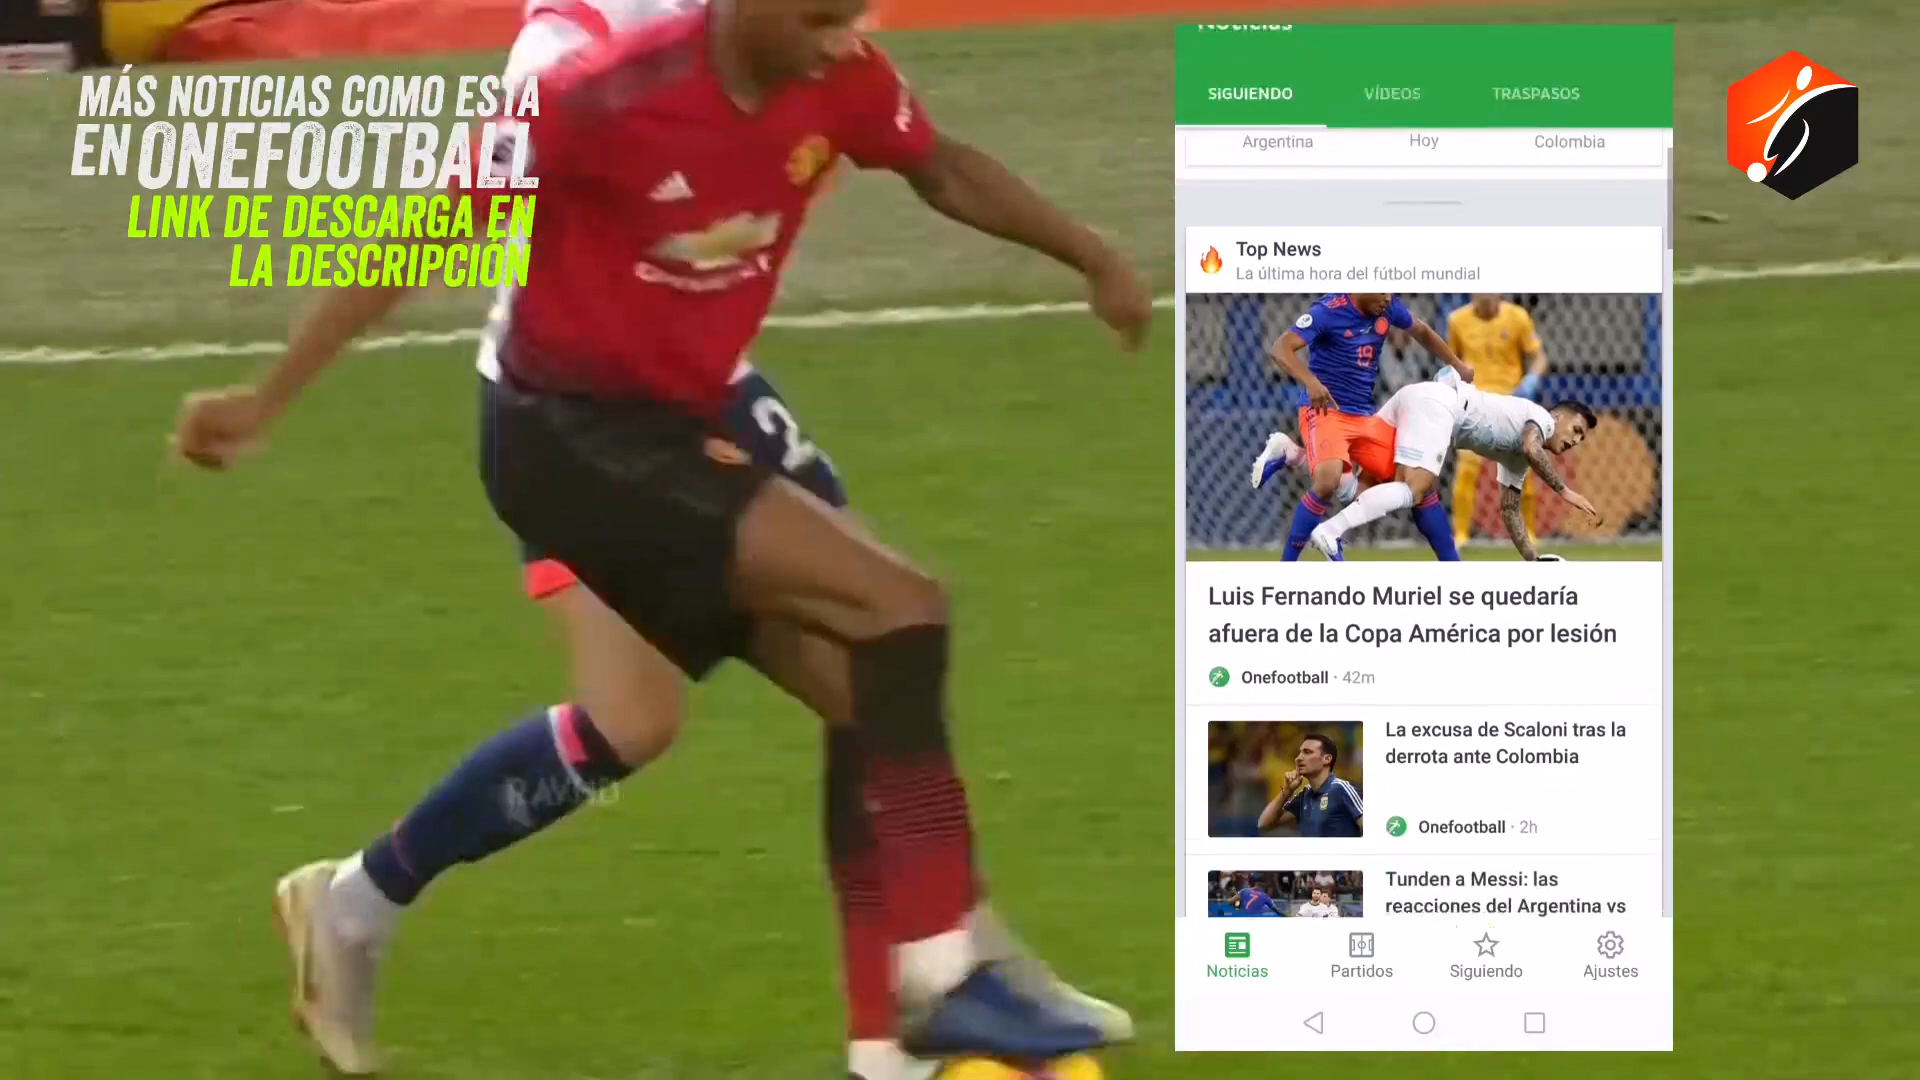 MÁS NOTICIAS COMO ESTA
EN ONEFOOTBALL
LINK DE DESCARGA EN
LA DESCRIPCIÓN
Noticias
SIGUIENDO
VÍDEOS
TRASPASOS
Argentina
Hoy
Colombia
Top News
La última hora del fútbol mundial
19
Luis Fernando Muriel se quedaría
afuera de la Copa América por lesión
Onefootball · 42m
La excusa de Scaloni tras la
derrota ante Colombia
Onefootball · 2h
Tunden a Messi: las
reacciones del Argentina vs
Noticias
Partidos
Siguiendo
Ajustes
2